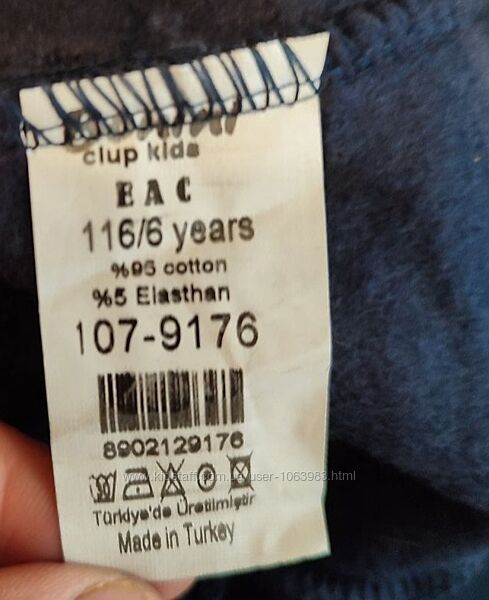 clup kids
EAC
116/6 years
%95 cotton
%5 Elasthan
107-9176
8902129176
Türkiye'de Üretilmiştir
Made in Turkey